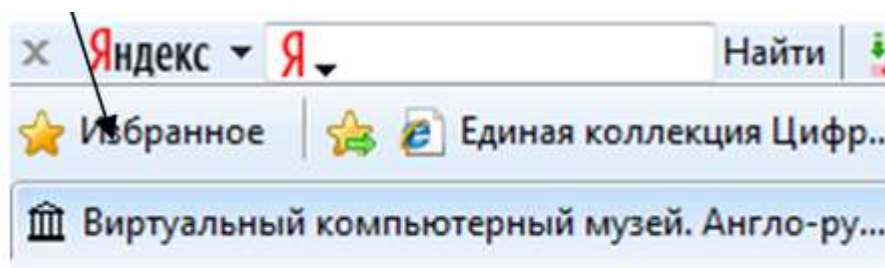 Яндекс Я Найти
Избранное Единая коллекция Цифр...
Виртуальный компьютерный музей. Англо-ру...